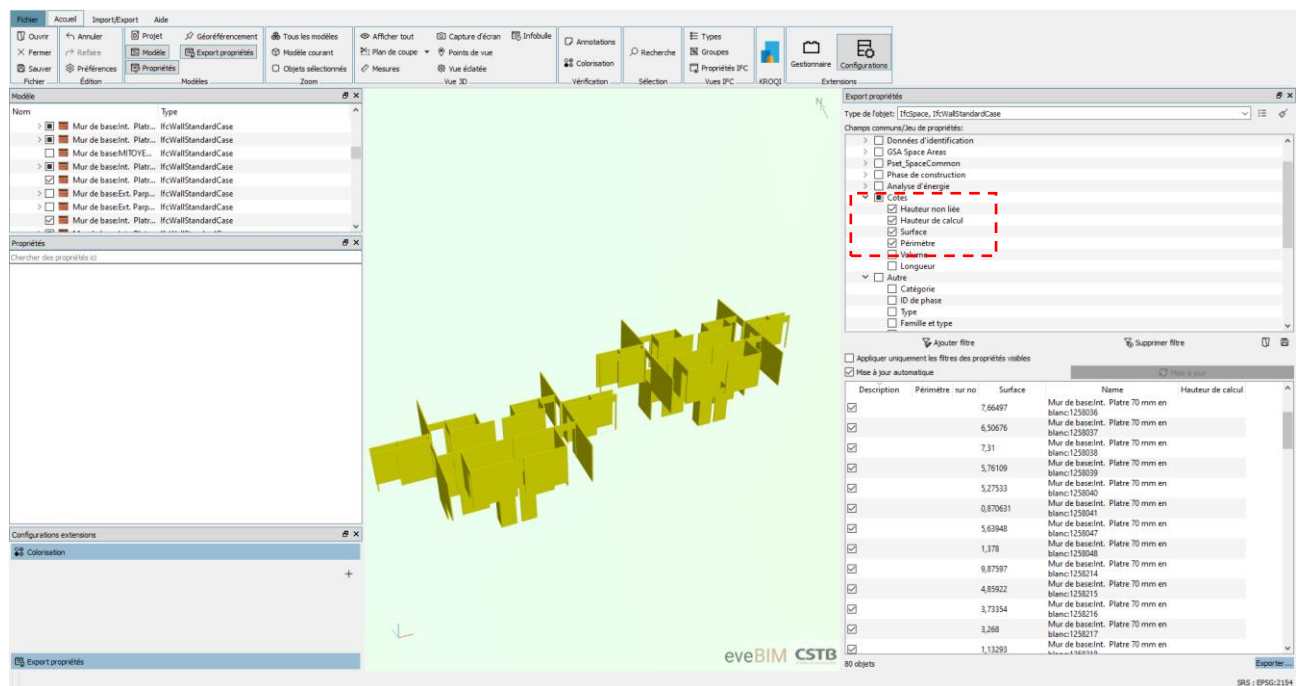 Fichier Accueil Import/Export Aide
Ouvrir Annuler Projet Géoréférencement Tous les modèles Afficher tout Capture d'écran Infobulle Annotations Recherche Types Gestionnaire Configurations
Fermer Refaire Modèle Export propriétés Modèle courant Plan de coupe Points de vue Colorisation Groupes
Sauver Préférences Propriétés Objets sélectionnés Mesures Vue éclatée Propriétés IFC
Fichier Édition Modèles Zoom Vue 3D Vérification Sélection Vues IFC KROQI Extensions
Modèle
Nom Type
Mur de base:Int. Platr... IfcWallStandardCase
Mur de base:Int. Platr... IfcWallStandardCase
Mur de base:MITOYE... IfcWallStandardCase
Mur de base:Int. Platr... IfcWallStandardCase
Mur de base:Int. Platr... IfcWallStandardCase
Mur de base:Ext. Parp... IfcWallStandardCase
Mur de base:Ext. Parp... IfcWallStandardCase
Mur de base:Int. Platr... IfcWallStandardCase
Propriétés
Chercher des propriétés ici
Configurations extensions
Colorisation
+
Export propriétés
N
eveBIM CSTB
Export propriétés
Type de l'objet: IfcSpace, IfcWallStandardCase
Champs communs/Jeu de propriétés:
Données d'identification
GSA Space Areas
Pset_SpaceCommon
Phase de construction
Analyse d'énergie
Cotes
Hauteur non liée
Hauteur de calcul
Surface
Périmètre
Volume
Longueur
Autre
Catégorie
ID de phase
Type
Famille et type
Ajouter filtre Supprimer filtre
Appliquer uniquement les filtres des propriétés visibles
Mise à jour automatique Mise à jour
Description Périmètre sur no Surface Name Hauteur de calcul
7,66497 Mur de base:Int. Platre 70 mm en
blanc:1258036
6,50676 Mur de base:Int. Platre 70 mm en
blanc:1258037
7,31 Mur de base:Int. Platre 70 mm en
blanc:1258038
5,76109 Mur de base:Int. Platre 70 mm en
blanc:1258039
5,27533 Mur de base:Int. Platre 70 mm en
blanc:1258040
0,870631 Mur de base:Int. Platre 70 mm en
blanc:1258041
5,63948 Mur de base:Int. Platre 70 mm en
blanc:1258047
1,378 Mur de base:Int. Platre 70 mm en
blanc:1258048
9,87597 Mur de base:Int. Platre 70 mm en
blanc:1258214
4,85922 Mur de base:Int. Platre 70 mm en
blanc:1258215
3,73354 Mur de base:Int. Platre 70 mm en
blanc:1258216
3,268 Mur de base:Int. Platre 70 mm en
blanc:1258217
1,13293 Mur de base:Int. Platre 70 mm en
80 objets Exporter...
SRS : EPSG:2154